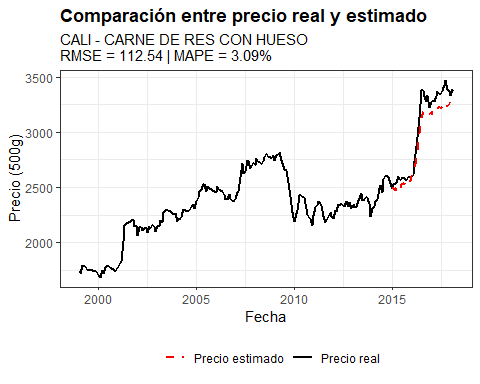 Comparación entre precio real y estimado
CALI - CARNE DE RES CON HUESO
RMSE = 112.54 | MAPE = 3.09%
Precio (500g)
3500
3000
2500
2000
2000
2005
2010
2015
Fecha
Precio estimado
Precio real